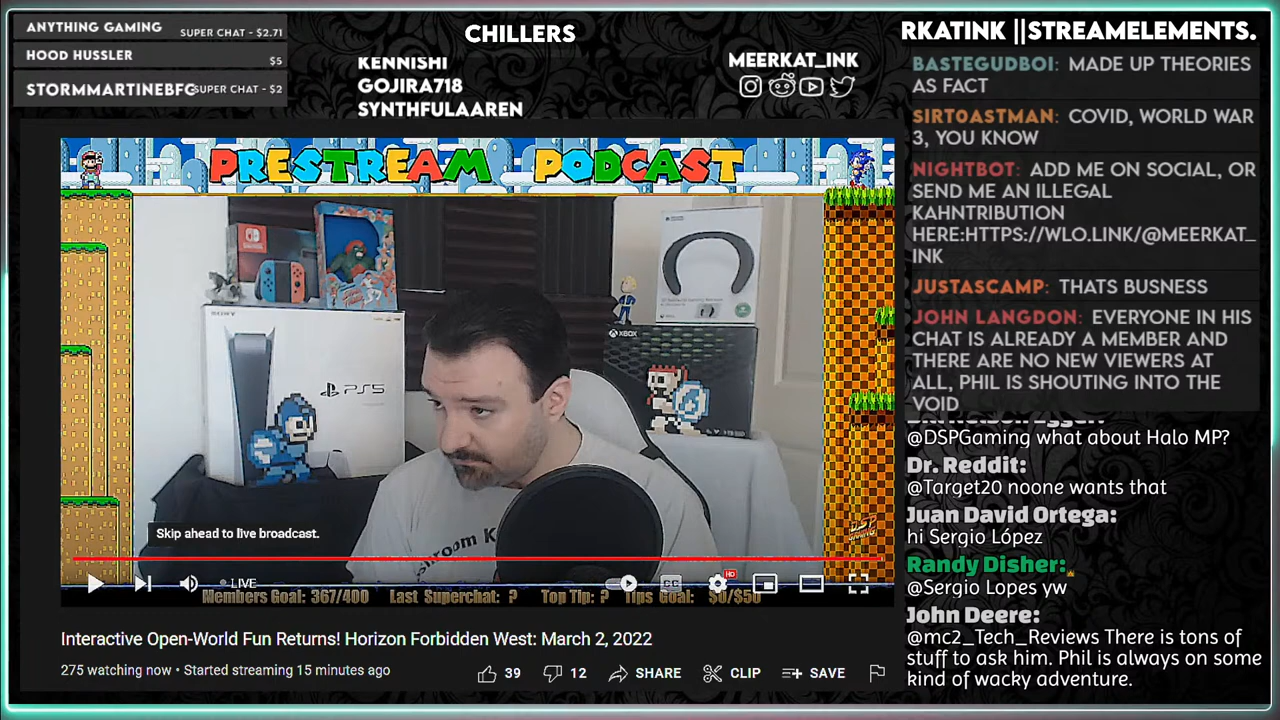 ANYTHING GAMING SUPER CHAT - $2.71
HOOD HUSSLER $5
STORMMARTINEBFC SUPER CHAT - $2
CHILLERS
KENNISHI
GOJIRA718
SYNTHFULAAREN
MEERKAT_INK
RKATINK ||STREAMELEMENTS.
BASTEGUDBOI: MADE UP THEORIES
AS FACT
SIRTOASTMAN: COVID, WORLD WAR
3, YOU KNOW
NIGHTBOT: ADD ME ON SOCIAL, OR
SEND ME AN ILLEGAL
KAHNTRIBUTION
HERE:HTTPS://WLO.LINK/@MEERKAT_
INK
JUSTASCAMP: THATS BUSNESS
JOHN LANGDON: EVERYONE IN HIS
CHAT IS ALREADY A MEMBER AND
THERE ARE NO NEW VIEWERS AT
ALL, PHIL IS SHOUTING INTO THE
VOID
@DSPGaming what about Halo MP?
Dr. Reddit:
@Target20 noone wants that
Juan David Ortega:
hi Sergio López
Randy Disher:
@Sergio Lopes yw
John Deere:
@mc2_Tech_Reviews There is tons of
stuff to ask him. Phil is always on some
kind of wacky adventure.
PRESTREAM PODCAST
SONY
PS5
XBOX
Skip ahead to live broadcast.
LIVE
CC
HD
Members Goal: 367/400 Last Superchat: ? Top Tip: ? Tips Goal: $0/$50
Interactive Open-World Fun Returns! Horizon Forbidden West: March 2, 2022
275 watching now • Started streaming 15 minutes ago
39 12 SHARE CLIP SAVE